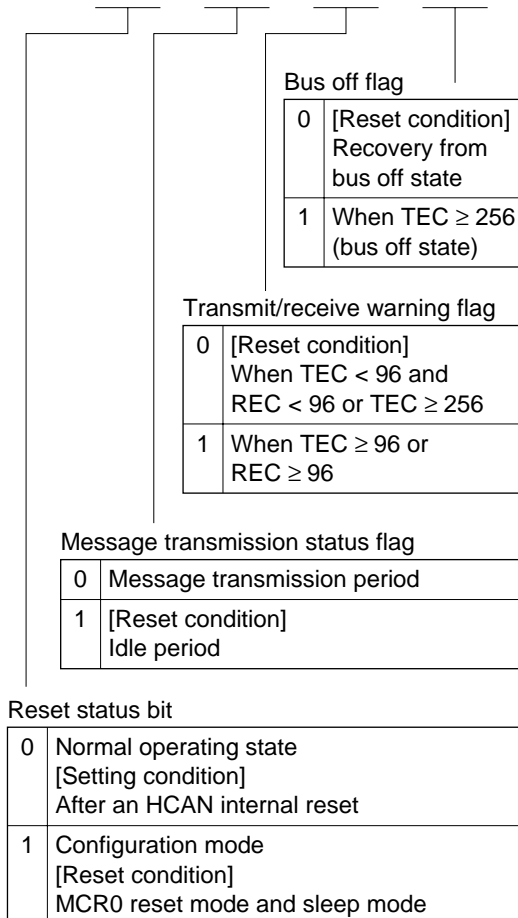 Bus off flag
0 [Reset condition]
Recovery from
bus off state
1 When TEC ≥ 256
(bus off state)
Transmit/receive warning flag
0 [Reset condition]
When TEC < 96 and
REC < 96 or TEC ≥ 256
1 When TEC ≥ 96 or
REC ≥ 96
Message transmission status flag
0 Message transmission period
1 [Reset condition]
Idle period
Reset status bit
0 Normal operating state
[Setting condition]
After an HCAN internal reset
1 Configuration mode
[Reset condition]
MCR0 reset mode and sleep mode